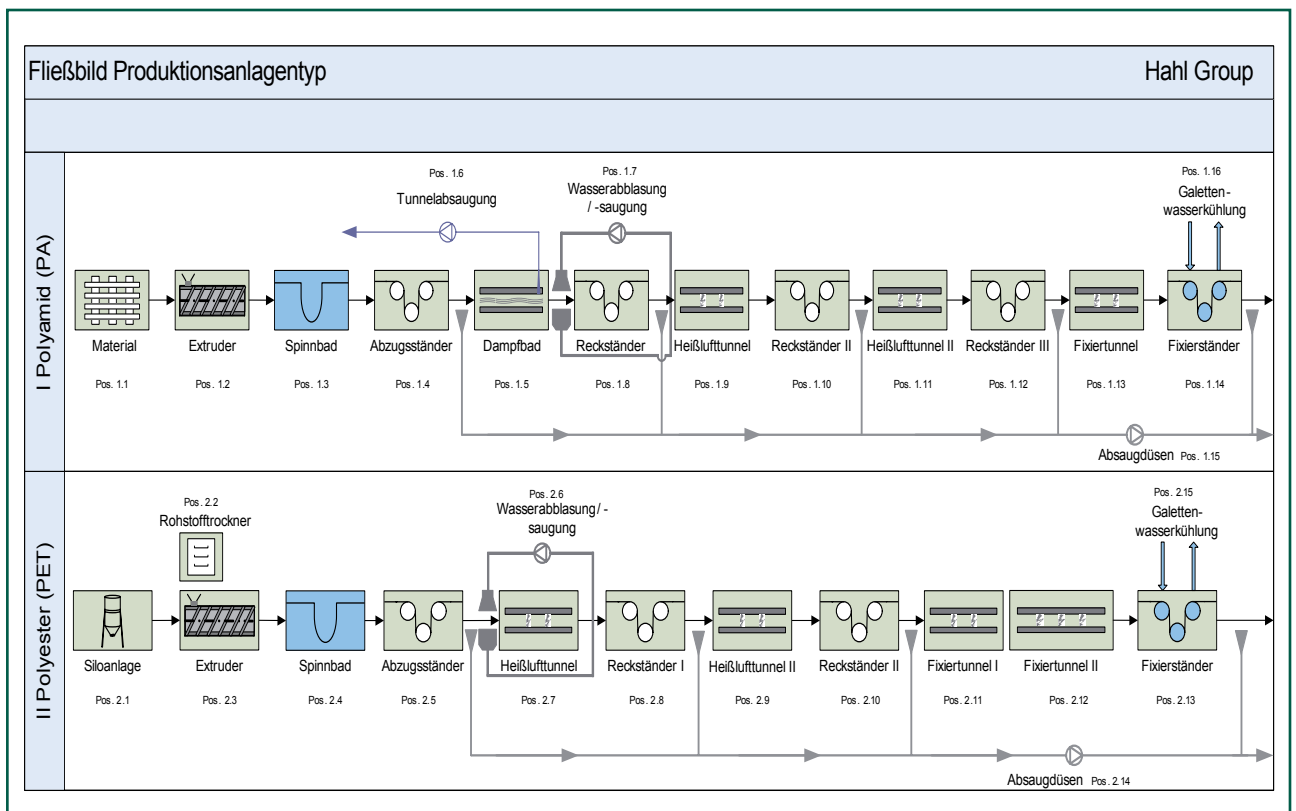 Fließbild Produktionsanlagentyp
Hahl Group
I Polyamid (PA)
Pos. 1.6
Tunnelabsaugung
Pos. 1.7
Wasserabblasung
/ -saugung
Pos. 1.16
Galetten-
wasserkühlung
Material
Extruder
Spinnbad
Abzugsständer
Dampfbad
Reckständer
Heißlufttunnel
Reckständer II
Heißlufttunnel II
Reckständer III
Fixiertunnel
Fixierständer
Pos. 1.1
Pos. 1.2
Pos. 1.3
Pos. 1.4
Pos. 1.5
Pos. 1.8
Pos. 1.9
Pos. 1.10
Pos. 1.11
Pos. 1.12
Pos. 1.13
Pos. 1.14
Absaugdüsen Pos. 1.15
II Polyester (PET)
Pos. 2.2
Rohstofftrockner
Pos. 2.6
Wasserabblasung/ -
saugung
Pos. 2.15
Galetten-
wasserkühlung
Siloanlage
Extruder
Spinnbad
Abzugsständer
Heißlufttunnel
Reckständer I
Heißlufttunnel II
Reckständer II
Fixiertunnel I
Fixiertunnel II
Fixierständer
Pos. 2.1
Pos. 2.3
Pos. 2.4
Pos. 2.5
Pos. 2.7
Pos. 2.8
Pos. 2.9
Pos. 2.10
Pos. 2.11
Pos. 2.12
Pos. 2.13
Absaugdüsen Pos. 2.14